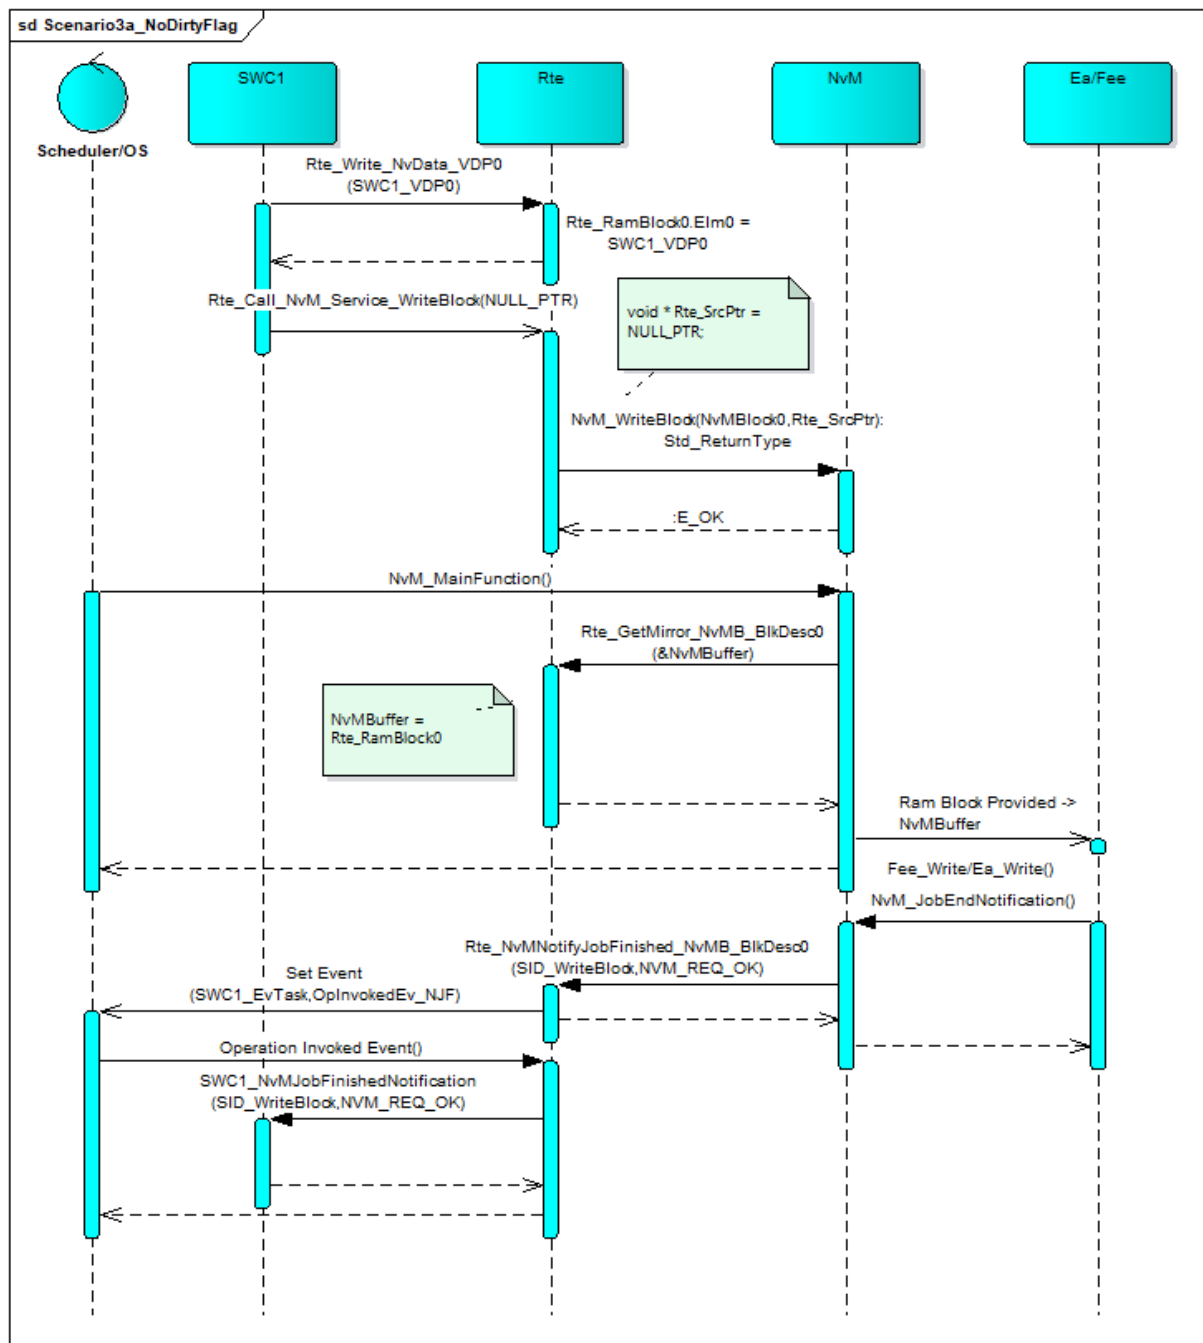 sd Scenario3a_NoDirtyFlag
SWC1
Rte
NvM
Ea/Fee
Scheduler/OS
Rte_Write_NvData_VDP0
(SWC1_VDP0)
Rte_RamBlock0.Elm0 =
SWC1_VDP0
Rte_Call_NvM_Service_WriteBlock(NULL_PTR)
void * Rte_SrcPtr =
NULL_PTR;
NvM_WriteBlock(NvMBlock0,Rte_SrcPtr):
Std_ReturnType
:E_OK
NvM_MainFunction()
Rte_GetMirror_NvMB_BlkDesc0
(&NvMBuffer)
NvMBuffer =
Rte_RamBlock0
Ram Block Provided ->
NvMBuffer
Fee_Write/Ea_Write()
NvM_JobEndNotification()
Rte_NvMNotifyJobFinished_NvMB_BlkDesc0
(SID_WriteBlock,NVM_REQ_OK)
Set Event
(SWC1_EvTask,OpInvokedEv_NJF)
Operation Invoked Event()
SWC1_NvMJobFinishedNotification
(SID_WriteBlock,NVM_REQ_OK)